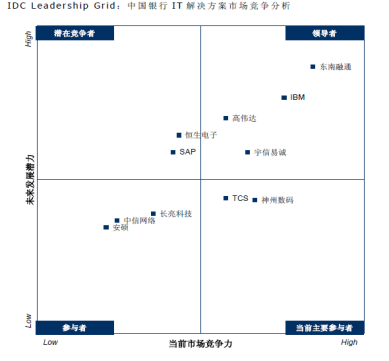 IDC Leadership Grid: 中国银行 IT 解决方案市场竞争分析
High
潜在竞争者
领导者
东南融通
IBM
高伟达
恒生电子
SAP
宇信易诚
未来发展潜力
TCS
神州数码
长亮科技
中信网络
安硕
Low
参与者
当前主要参与者
Low
当前市场竞争力
High